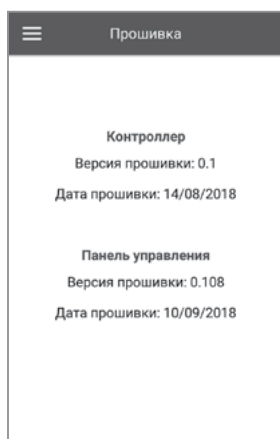 Прошивка
Контроллер
Версия прошивки: 0.1
Дата прошивки: 14/08/2018
Панель управления
Версия прошивки: 0.108
Дата прошивки: 10/09/2018